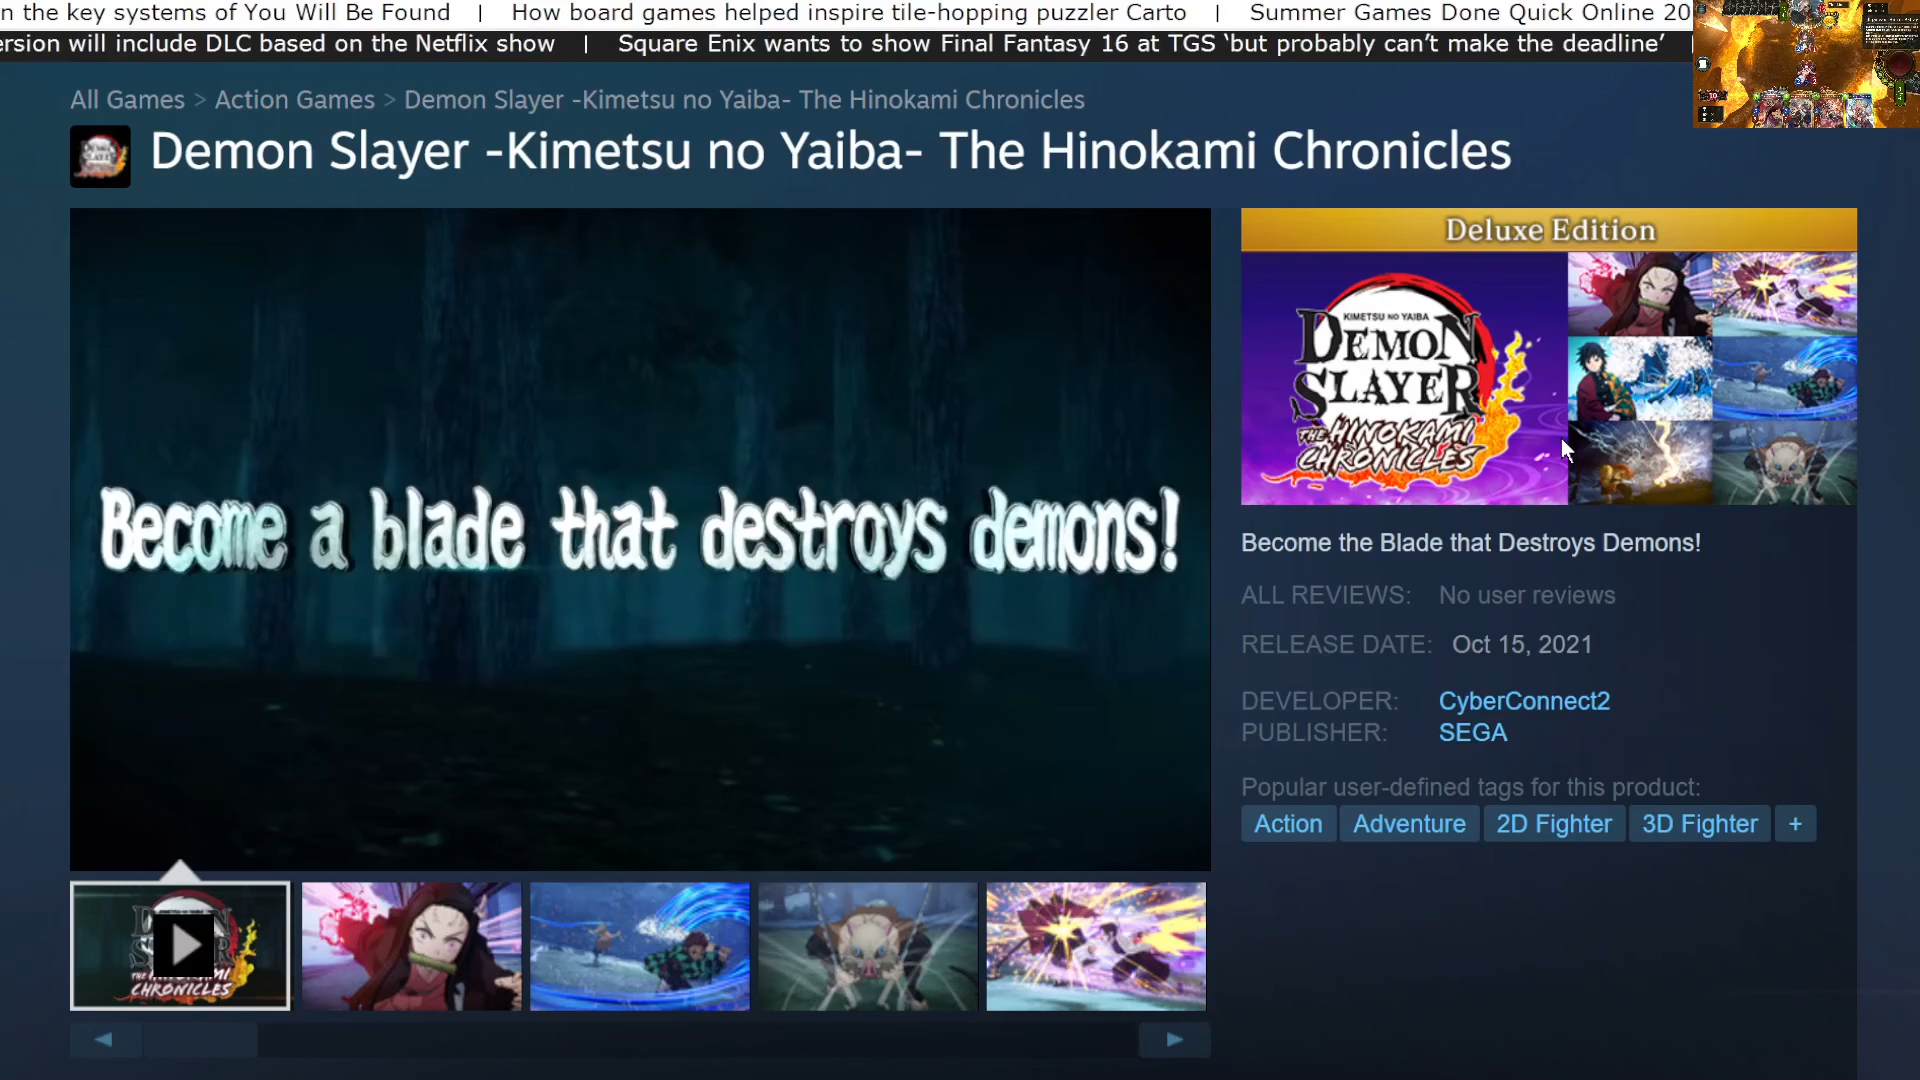 n the key systems of You Will Be Found | How board games helped inspire tile-hopping puzzler Carto | Summer Games Done Quick Online 20
ersion will include DLC based on the Netflix show | Square Enix wants to show Final Fantasy 16 at TGS ‘but probably can’t make the deadline’ |
All Games > Action Games > Demon Slayer -Kimetsu no Yaiba- The Hinokami Chronicles
Demon Slayer -Kimetsu no Yaiba- The Hinokami Chronicles
Become a blade that destroys demons!
Deluxe Edition
KIMETSU NO YAIBA
DEMON
SLAYER
THE HINOKAMI
CHRONICLES
Become the Blade that Destroys Demons!
ALL REVIEWS: No user reviews
RELEASE DATE: Oct 15, 2021
DEVELOPER: CyberConnect2
PUBLISHER: SEGA
Popular user-defined tags for this product:
Action Adventure 2D Fighter 3D Fighter +
CHRONICLES